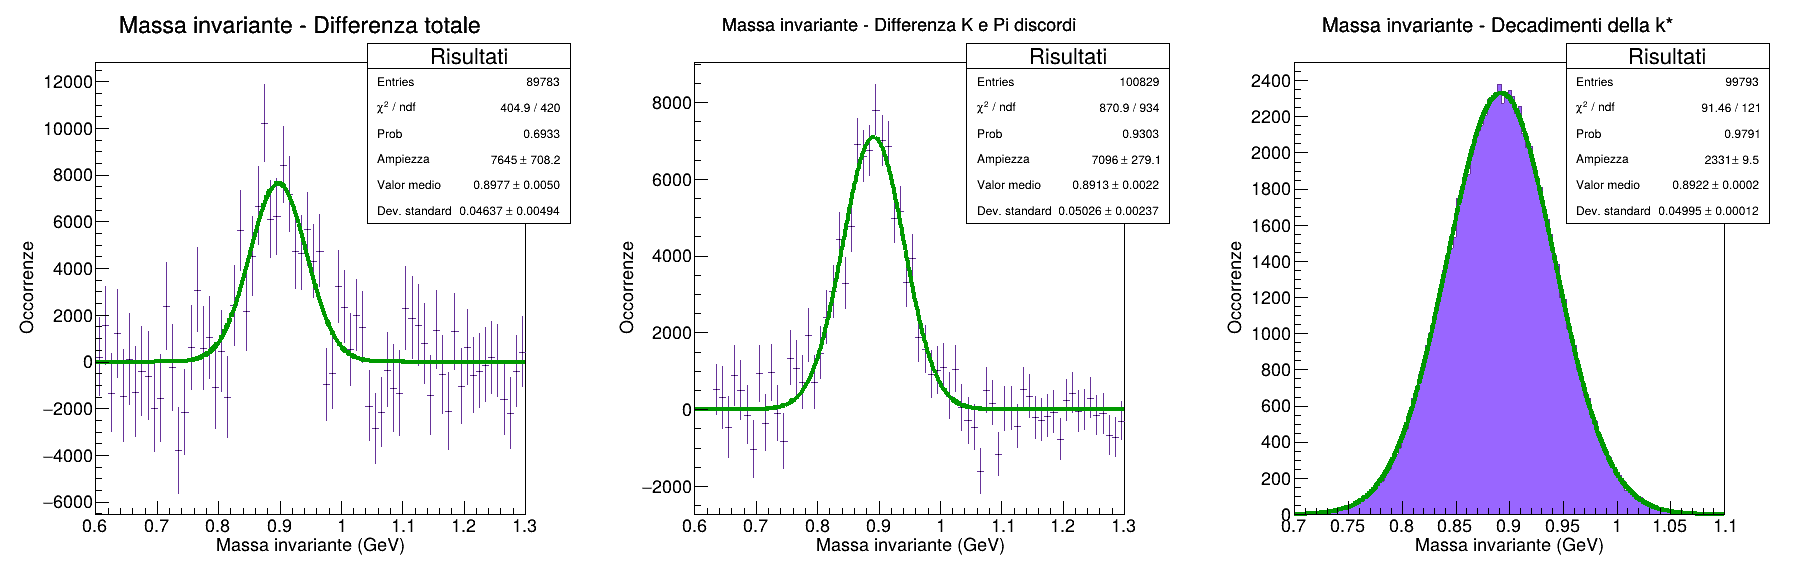 Massa invariante - Differenza totale
Risultati
Entries 89783
χ² / ndf 404.9 / 420
Prob 0.6933
Ampiezza 7645 ± 708.2
Valor medio 0.8977 ± 0.0050
Dev. standard 0.04637 ± 0.00494
Occorrenze
12000
10000
8000
6000
4000
2000
0
−2000
−4000
−6000
0.6 0.7 0.8 0.9 1 1.1 1.2 1.3
Massa invariante (GeV)
Massa invariante - Differenza K e Pi discordi
Risultati
Entries 100829
χ² / ndf 870.9 / 934
Prob 0.9303
Ampiezza 7096 ± 279.1
Valor medio 0.8913 ± 0.0022
Dev. standard 0.05026 ± 0.00237
Occorrenze
8000
6000
4000
2000
0
−2000
0.6 0.7 0.8 0.9 1 1.1 1.2 1.3
Massa invariante (GeV)
Massa invariante - Decadimenti della k*
Risultati
Entries 99793
χ² / ndf 91.46 / 121
Prob 0.9791
Ampiezza 2331 ± 9.5
Valor medio 0.8922 ± 0.0002
Dev. standard 0.04995 ± 0.00012
Occorrenze
2400
2200
2000
1800
1600
1400
1200
1000
800
600
400
200
0
0.7 0.75 0.8 0.85 0.9 0.95 1 1.05 1.1
Massa invariante (GeV)